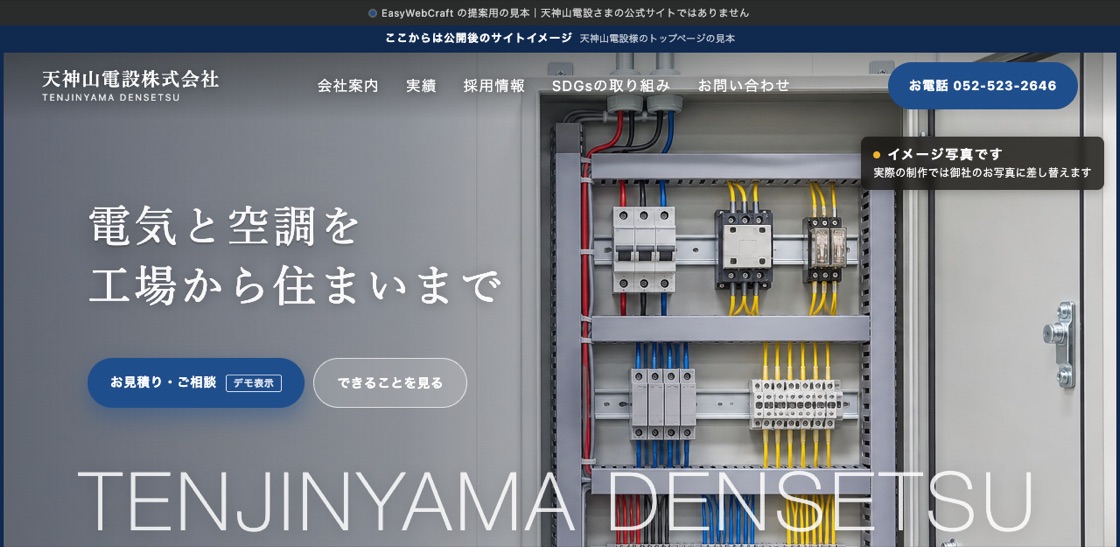 EasyWebCraft の提案用の見本｜天神山電設さまの公式サイトではありません
ここからは公開後のサイトイメージ 天神山電設様のトップページの見本
天神山電設株式会社
TENJINYAMA DENSETSU
会社案内 実績 採用情報 SDGsの取り組み お問い合わせ
お電話 052-523-2646
イメージ写真です
実際の制作では御社のお写真に差し替えます
電気と空調を
工場から住まいまで
お見積り・ご相談 デモ表示
できることを見る
TENJINYAMA DENSETSU